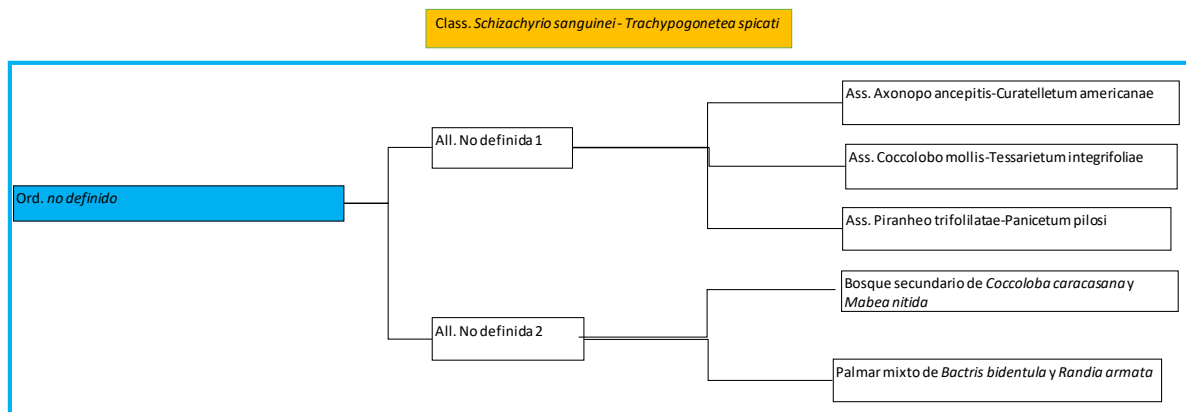 Class. Schizachyrio sanguinei - Trachypogonetea spicati
Ord. no definido
All. No definida 1
Ass. Axonopo ancepitis-Curatelletum americanae
Ass. Coccolobo mollis-Tessarietum integrifoliae
Ass. Piranheo trifolilatae-Panicetum pilosi
All. No definida 2
Bosque secundario de Coccoloba caracasana y
Mabea nitida
Palmar mixto de Bactris bidentula y Randia armata